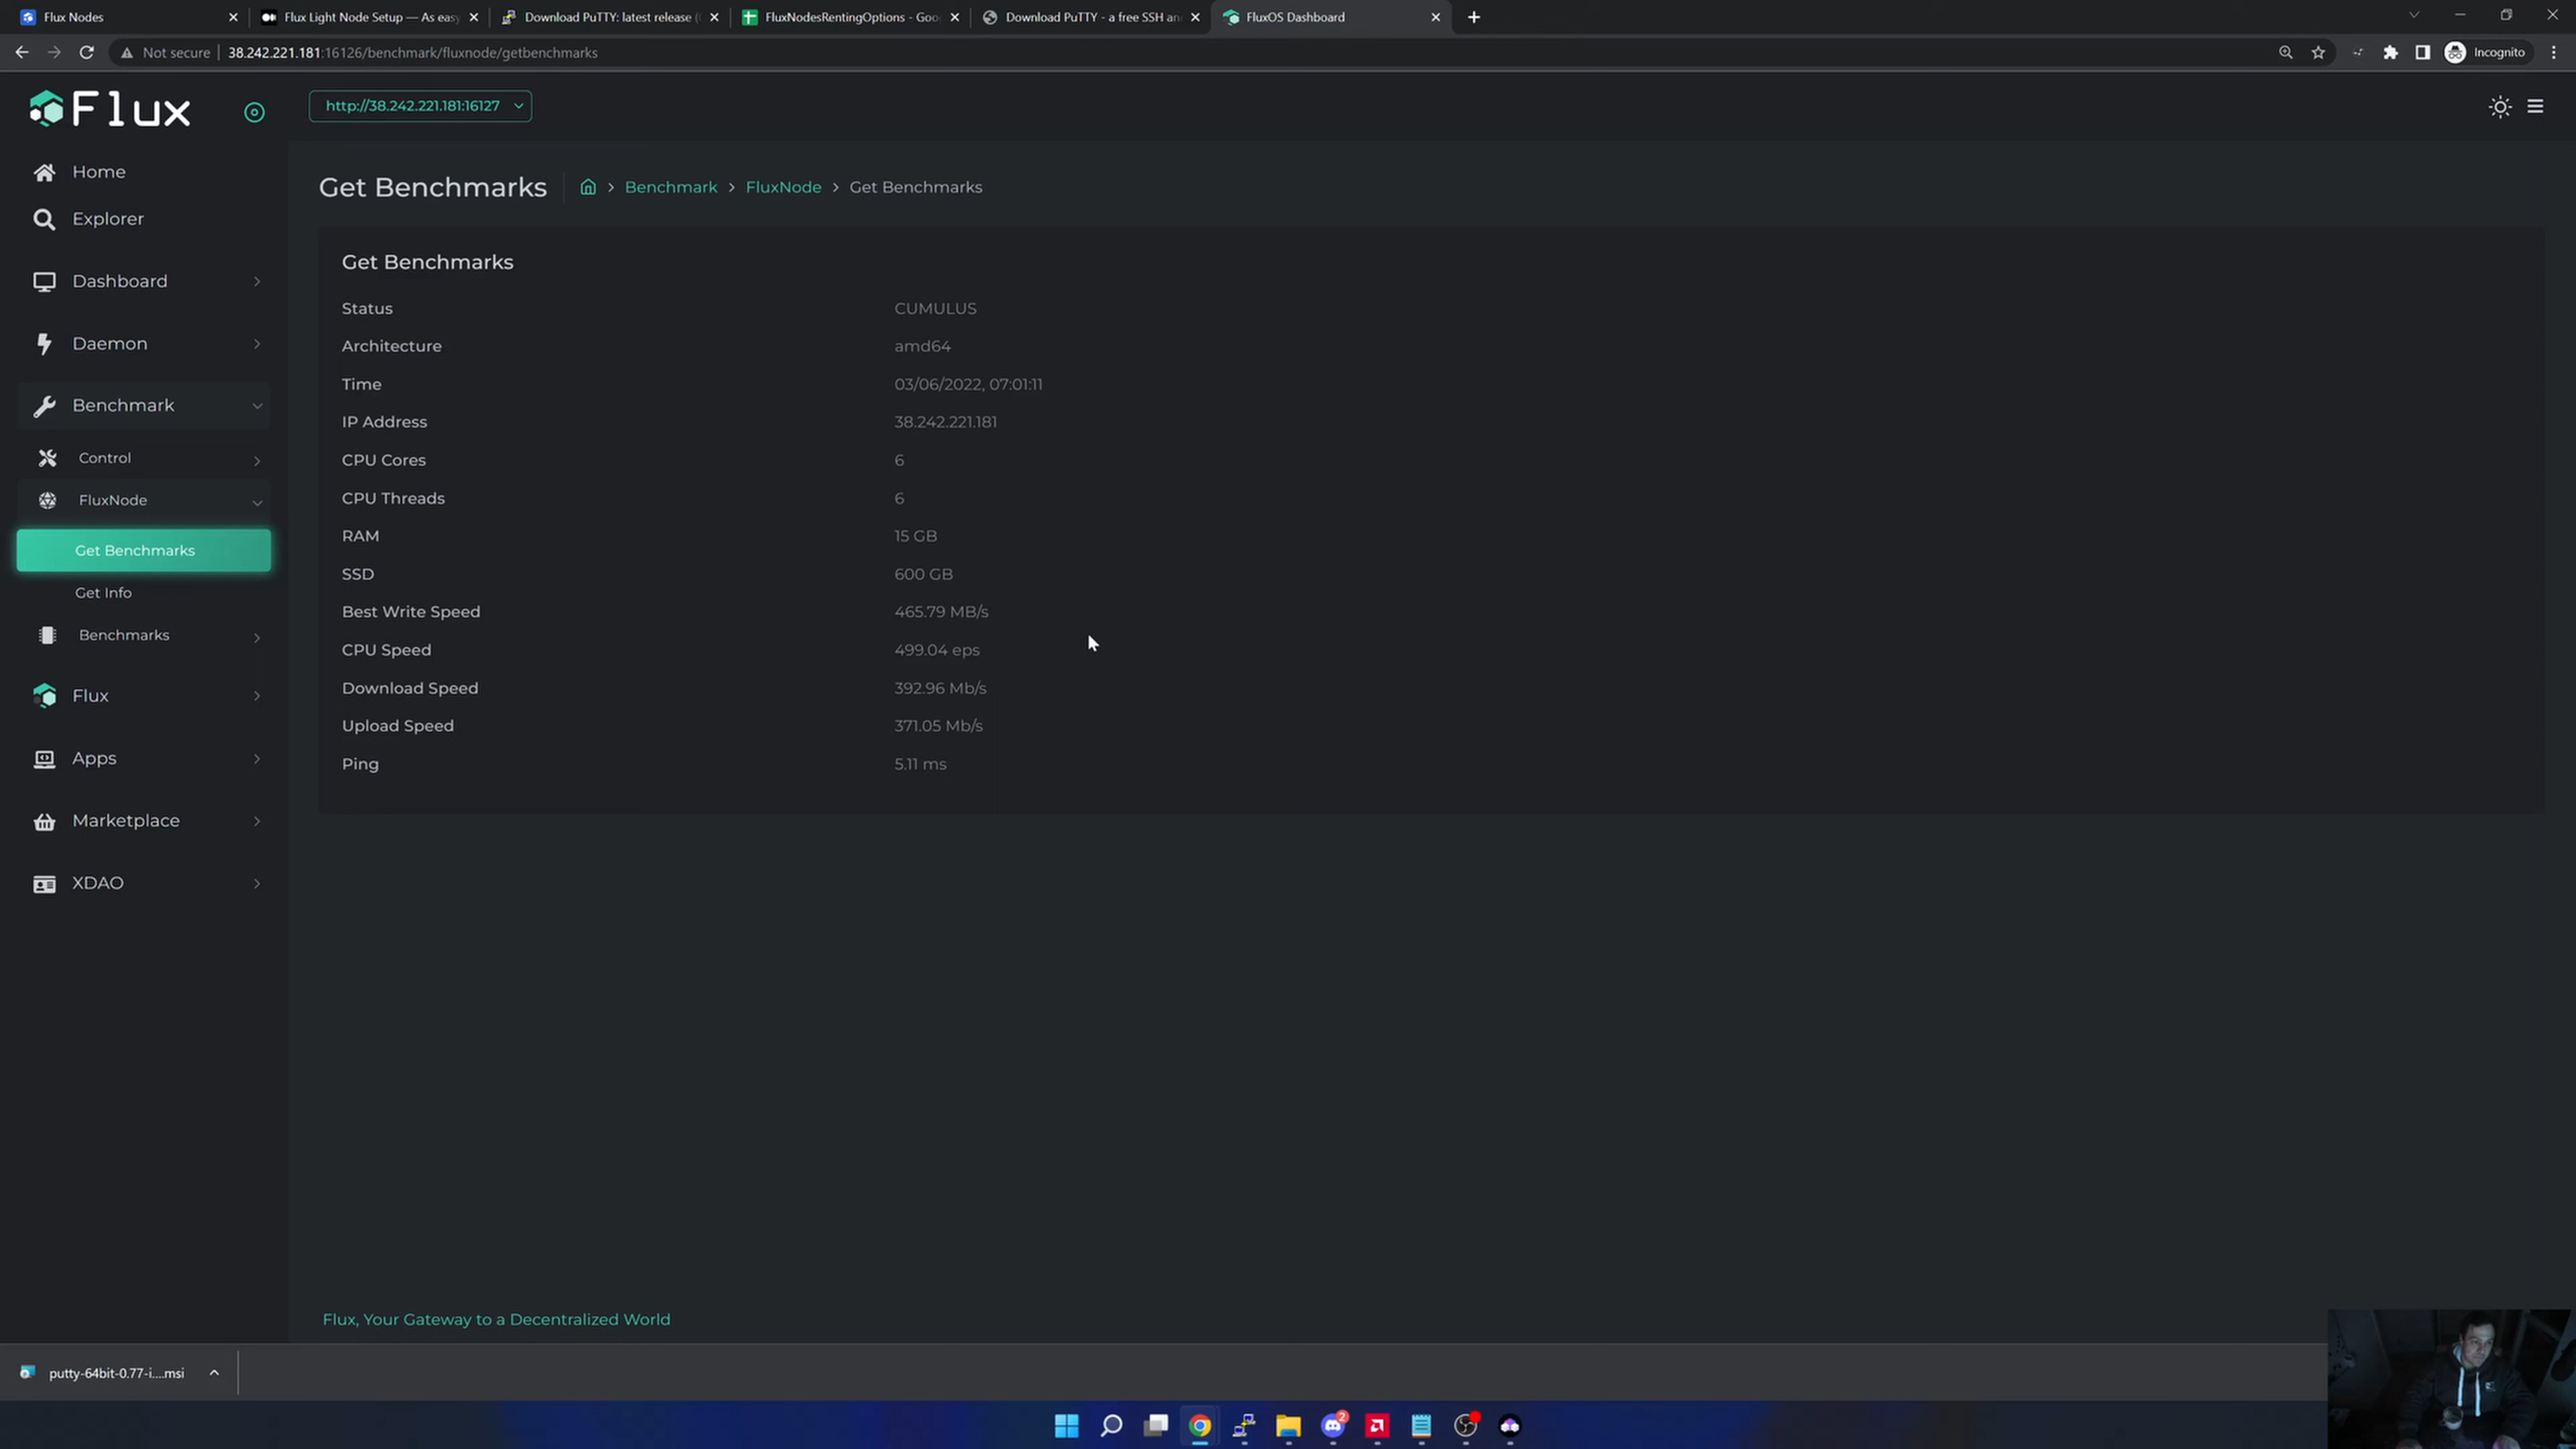 Flux Nodes
Flux Light Node Setup — As easy
Download PuTTY: latest release (
FluxNodesRentingOptions - Goo
Download PuTTY - a free SSH an
FluxOS Dashboard
Not secure
38.242.221.181:16126/benchmark/fluxnode/getbenchmarks
Incognito
Flux
http://38.242.221.181:16127
Home
Explorer
Dashboard
Daemon
Benchmark
Control
FluxNode
Get Benchmarks
Get Info
Benchmarks
Flux
Apps
Marketplace
XDAO
Get Benchmarks
Benchmark > FluxNode > Get Benchmarks
Get Benchmarks
Status CUMULUS
Architecture amd64
Time 03/06/2022, 07:01:11
IP Address 38.242.221.181
CPU Cores 6
CPU Threads 6
RAM 15 GB
SSD 600 GB
Best Write Speed 465.79 MB/s
CPU Speed 499.04 eps
Download Speed 392.96 Mb/s
Upload Speed 371.05 Mb/s
Ping 5.11 ms
Flux, Your Gateway to a Decentralized World
putty-64bit-0.77-i....msi
2